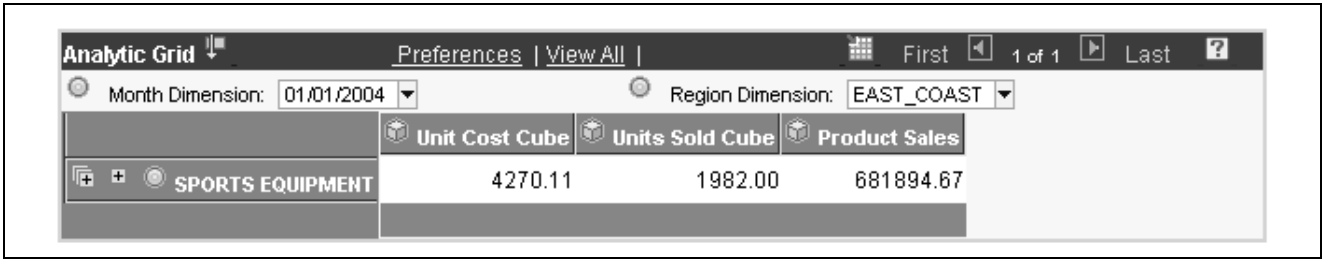 Analytic Grid Preferences | View All | First 1 of 1 Last ?
Month Dimension: 01/01/2004 Region Dimension: EAST_COAST
Unit Cost Cube Units Sold Cube Product Sales
SPORTS EQUIPMENT 4270.11 1982.00 681894.67